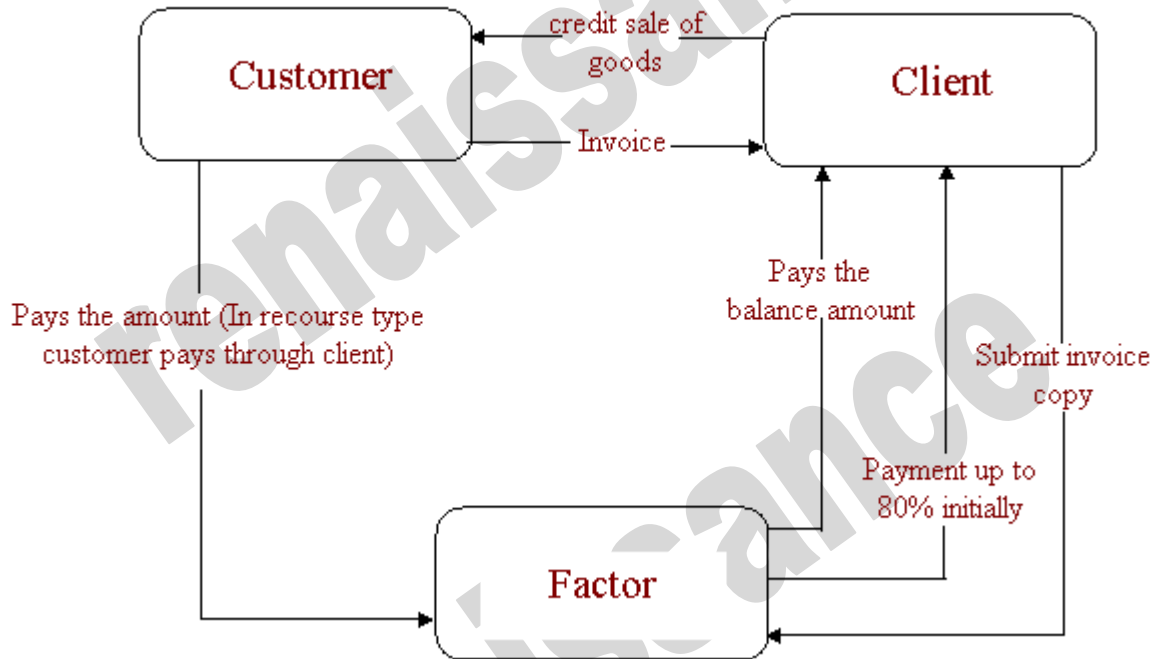 credit sale of
goods
Customer
Client
Invoice
Pays the
balance amount
Pays the amount (In recourse type
customer pays through client)
Submit invoice
copy
Payment up to
80% initially
Factor
renaissance